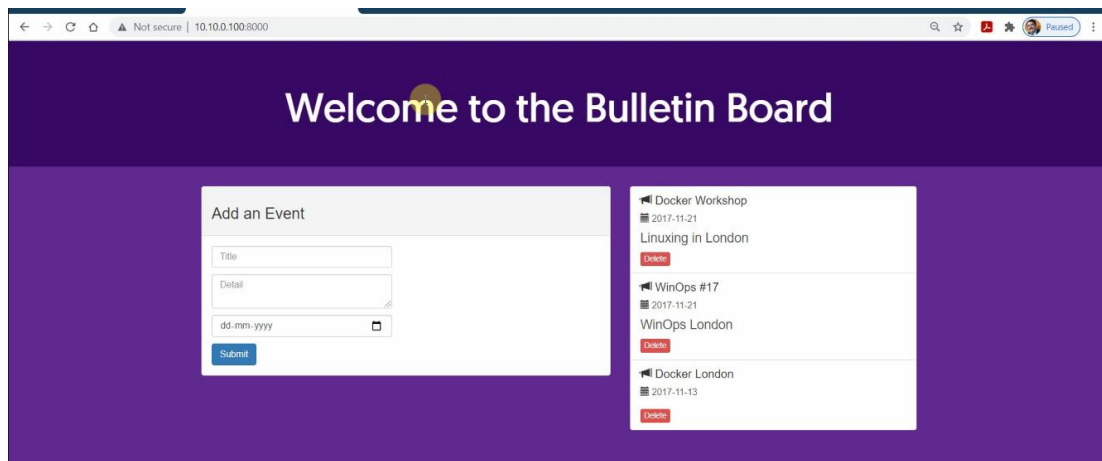 Not secure | 10.10.0.100:8000
Paused
Welcome to the Bulletin Board
Add an Event
Title
Detail
dd-mm-yyyy
Submit
Docker Workshop
2017-11-21
Linuxing in London
Delete
WinOps #17
2017-11-21
WinOps London
Delete
Docker London
2017-11-13
Delete